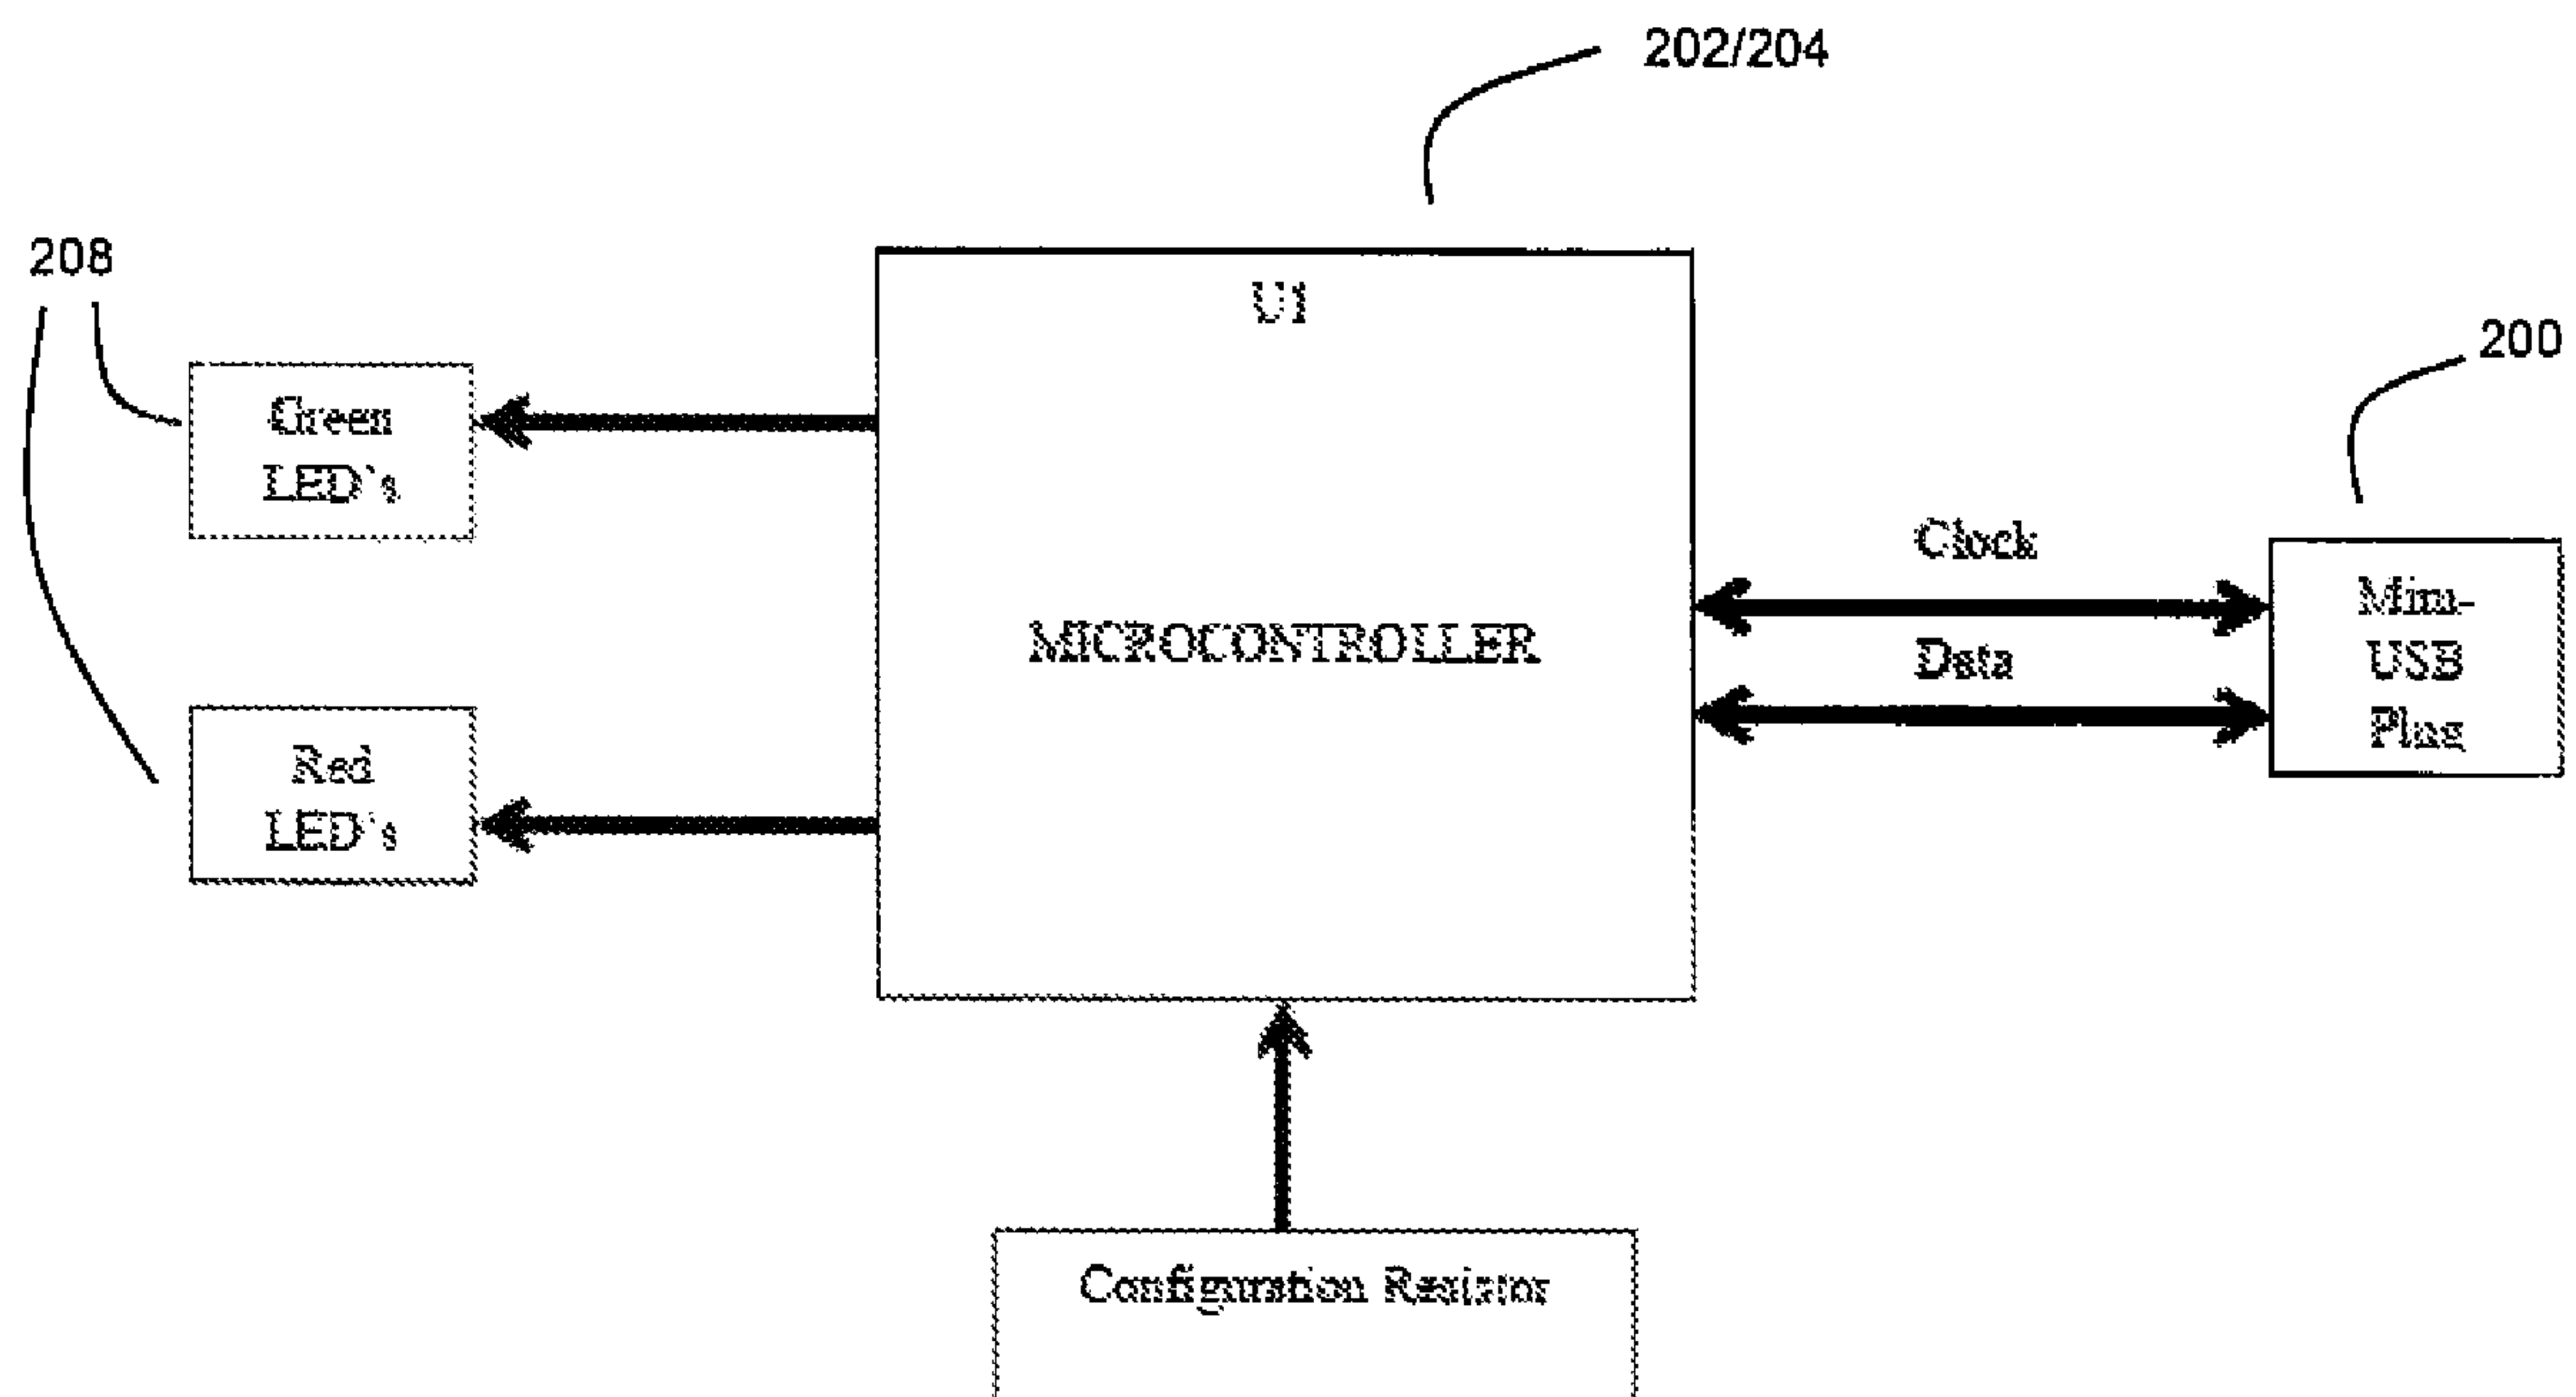 202/204
208
U1
200
Green
LED's
Clock
Mini-
USB
Plug
MICROCONTROLLER
Data
Red
LED's
Configuration Resistor